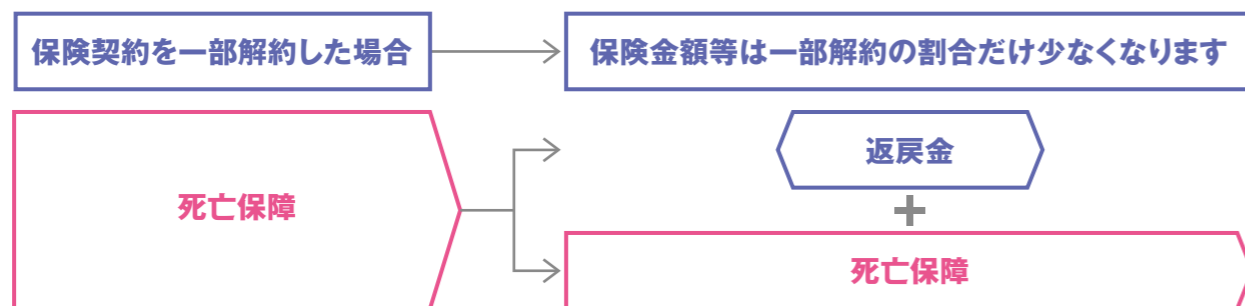 保険契約を一部解約した場合
保険金額等は一部解約の割合だけ少なくなります
死亡保障
返戻金
+
死亡保障